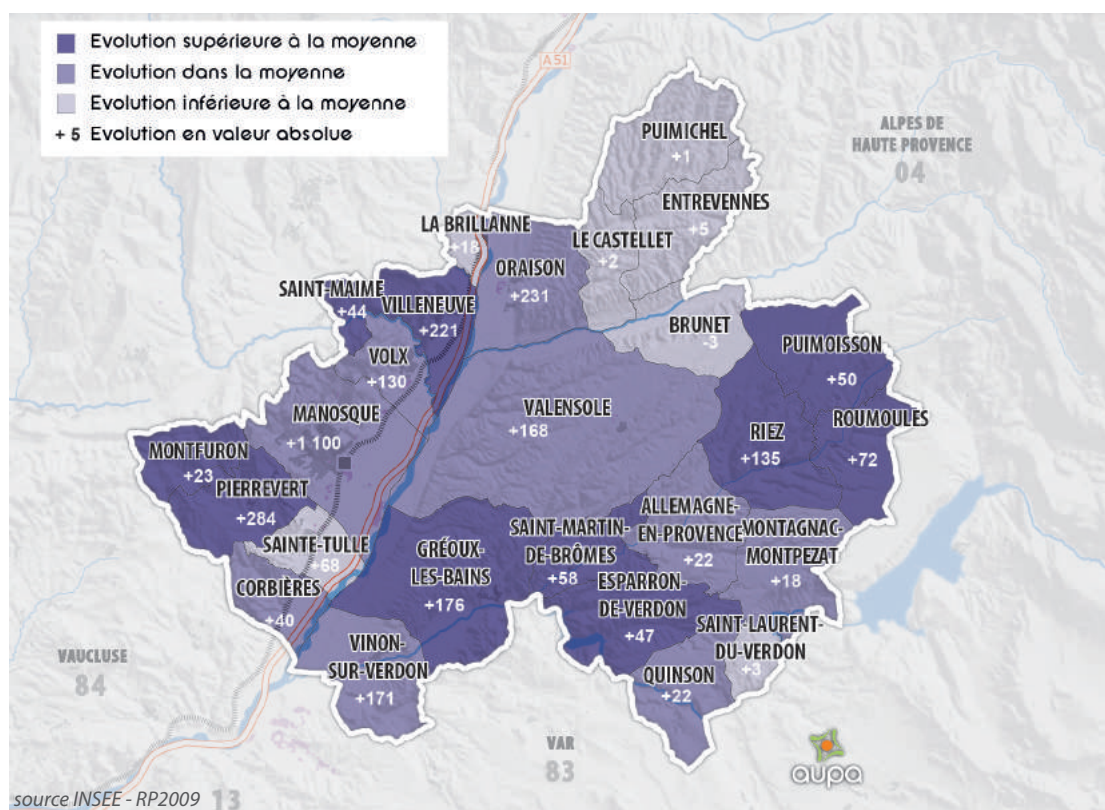 Evolution supérieure à la moyenne
Evolution dans la moyenne
Evolution inférieure à la moyenne
+ 5 Evolution en valeur absolue
A 51
PUIMICHEL
+1
ALPES DE
HAUTE PROVENCE
04
ENTREVENNES
+5
LA BRILLANNE
+18
LE CASTELLET
+2
ORAISON
+231
SAINT-MAIME
+44
VILLENEUVE
+221
BRUNET
-3
PUIMOISSON
+50
VOLX
+130
MANOSQUE
+1 100
VALENSOLE
+168
RIEZ
+135
ROUMOULES
+72
MONTFURON
+23
PIERREVERT
+284
SAINTE-TULLE
+68
GRÉOUX-
LES-BAINS
+176
SAINT-MARTIN-
DE-BRÔMES
+58
ALLEMAGNE-
EN-PROVENCE
+22
MONTAGNAC-
MONTPEZAT
+18
CORBIÈRES
+40
ESPARRON-
DE-VERDON
+47
SAINT-LAURENT-
DU-VERDON
+3
VINON-
SUR-VERDON
+171
QUINSON
+22
VAUCLUSE
84
VAR
83
aupa
source INSEE - RP2009
13